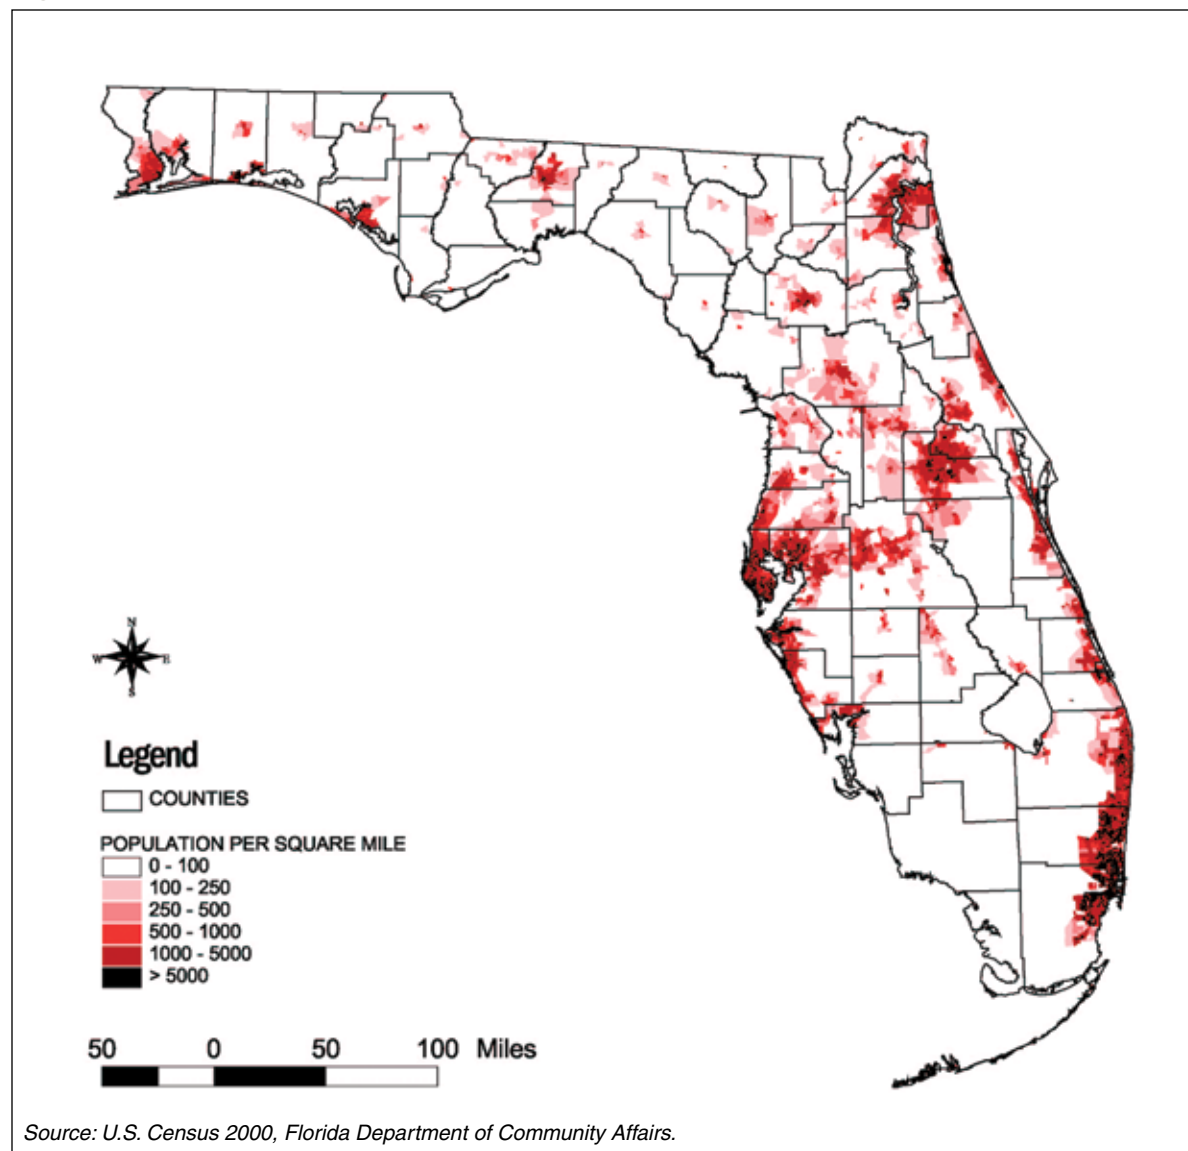 N
W E
S
Legend
COUNTIES
POPULATION PER SQUARE MILE
0 - 100
100 - 250
250 - 500
500 - 1000
1000 - 5000
> 5000
50 0 50 100 Miles
Source: U.S. Census 2000, Florida Department of Community Affairs.